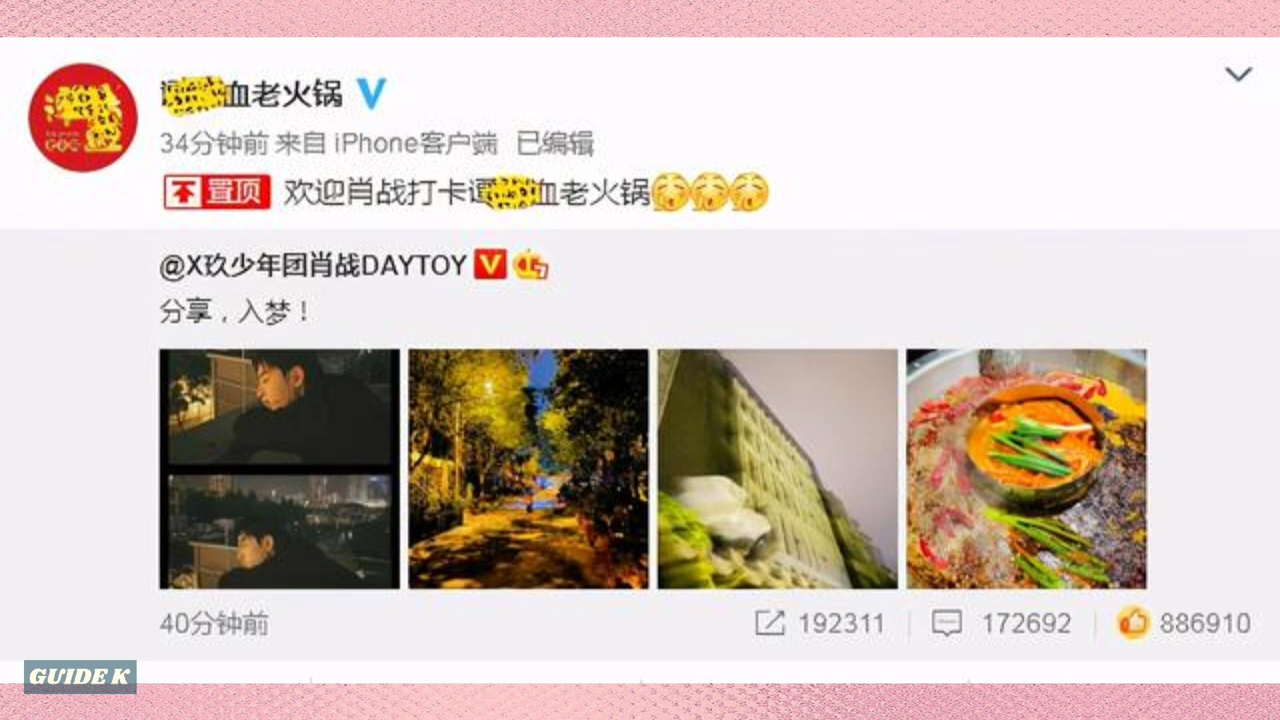 血老火锅
34分钟前 来自 iPhone客户端 已编辑
置顶 欢迎肖战打卡谭血老火锅
@X玖少年团肖战DAYTOY
分享，入梦！
40分钟前
192311 172692 886910
GUIDE K